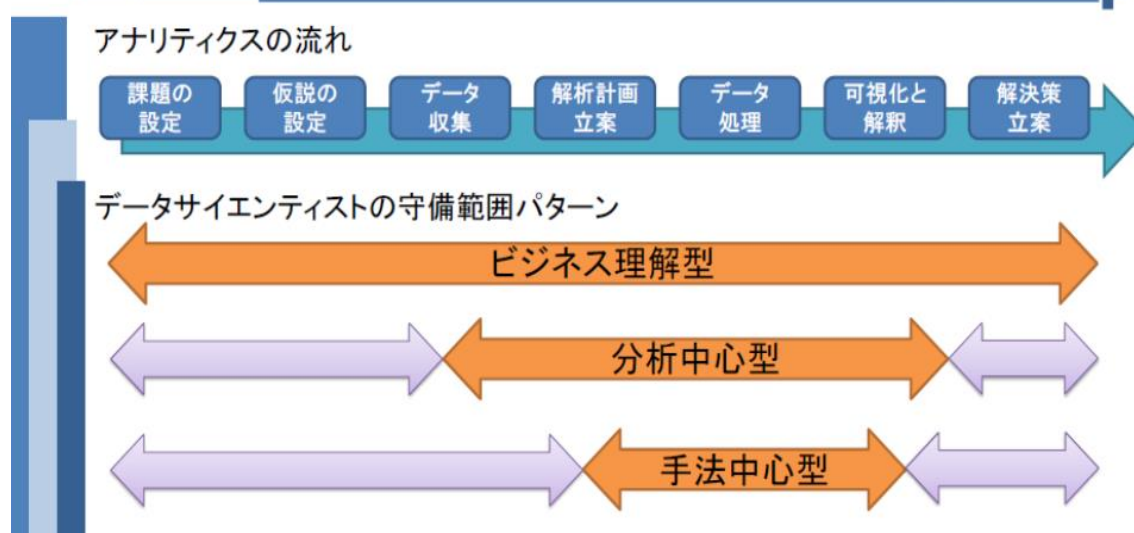 アナリティクスの流れ
課題の
設定
仮説の
設定
データ
収集
解析計画
立案
データ
処理
可視化と
解釈
解決策
立案
データサイエンティストの守備範囲パターン
ビジネス理解型
分析中心型
手法中心型